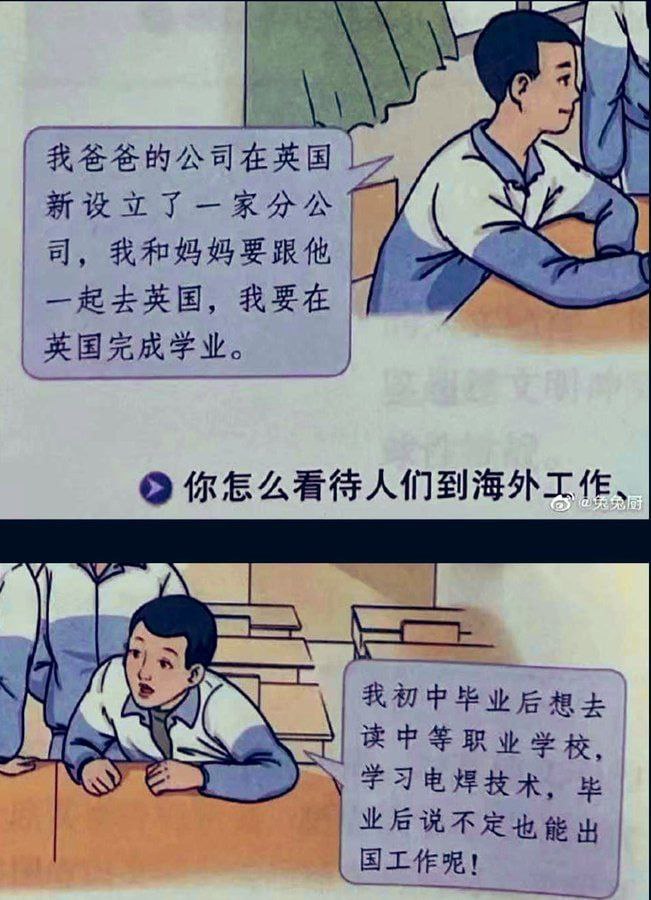 我爸爸的公司在英国
新设立了一家分公
司，我和妈妈要跟他
一起去英国，我要在
英国完成学业。
你怎么看待人们到海外工作、
@兔兔厨
我初中毕业后想去
读中等职业学校，
学习电焊技术，毕
业后说不定也能出
国工作呢！